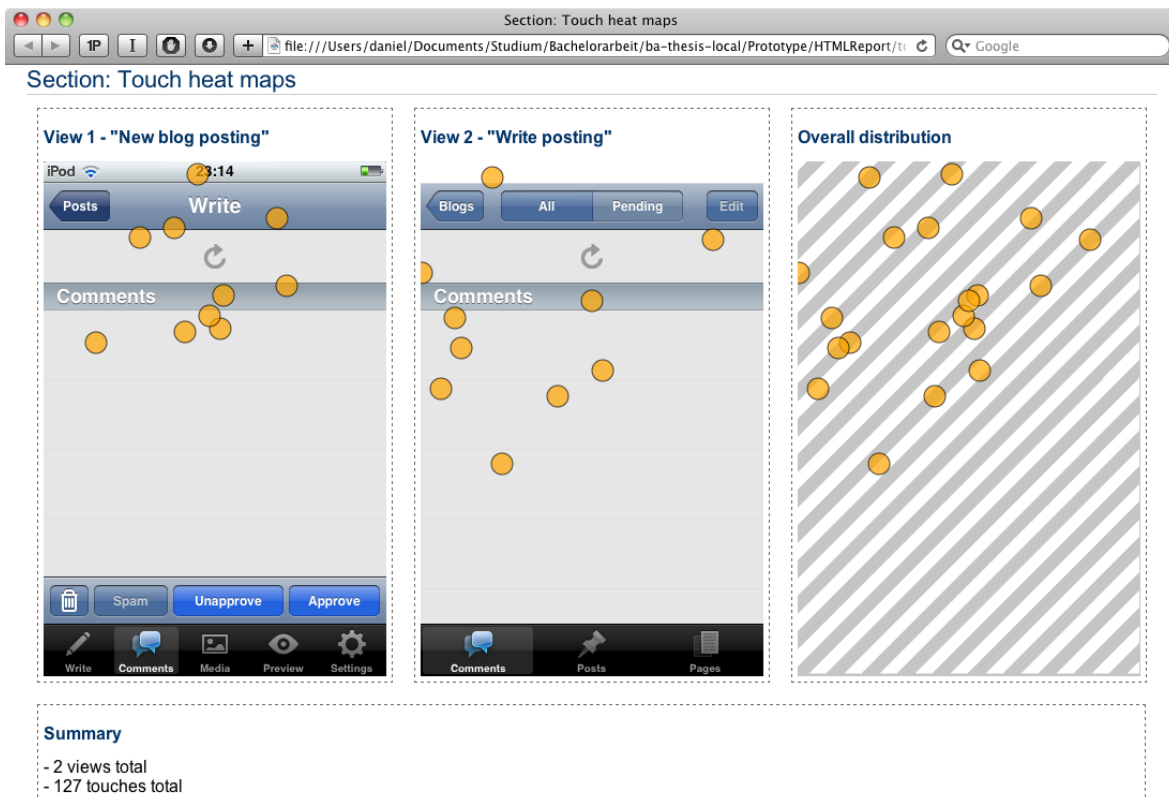 Section: Touch heat maps
1P
I
+
file:///Users/daniel/Documents/Studium/Bachelorarbeit/ba-thesis-local/Prototype/HTMLReport/t
Google
Section: Touch heat maps
View 1 - "New blog posting"
iPod 23:14
Posts Write
Comments
Spam Unapprove Approve
Write Comments Media Preview Settings
View 2 - "Write posting"
Blogs All Pending Edit
Comments
Comments Posts Pages
Overall distribution
Summary
- 2 views total
- 127 touches total